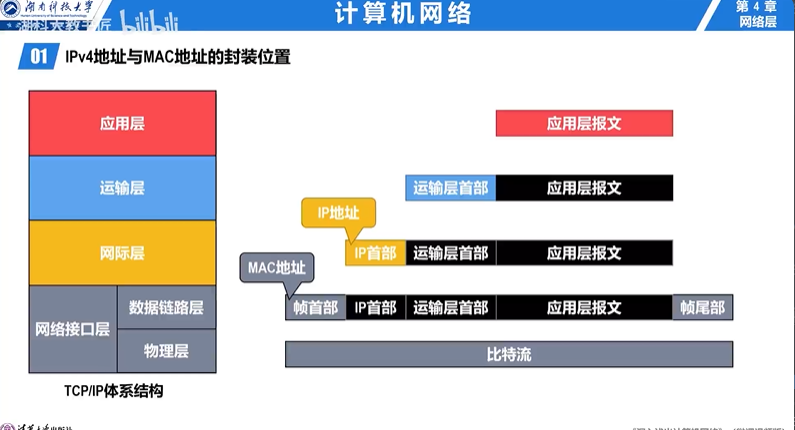 湖南科技大学
Hunan University of Science and Technology
bilibili
计算机网络
第 4 章
网络层
01 IPv4地址与MAC地址的封装位置
应用层
应用层报文
运输层
运输层首部 应用层报文
IP地址
网际层
IP首部 运输层首部 应用层报文
MAC地址
网络接口层
数据链路层
帧首部 IP首部 运输层首部 应用层报文 帧尾部
物理层
比特流
TCP/IP体系结构